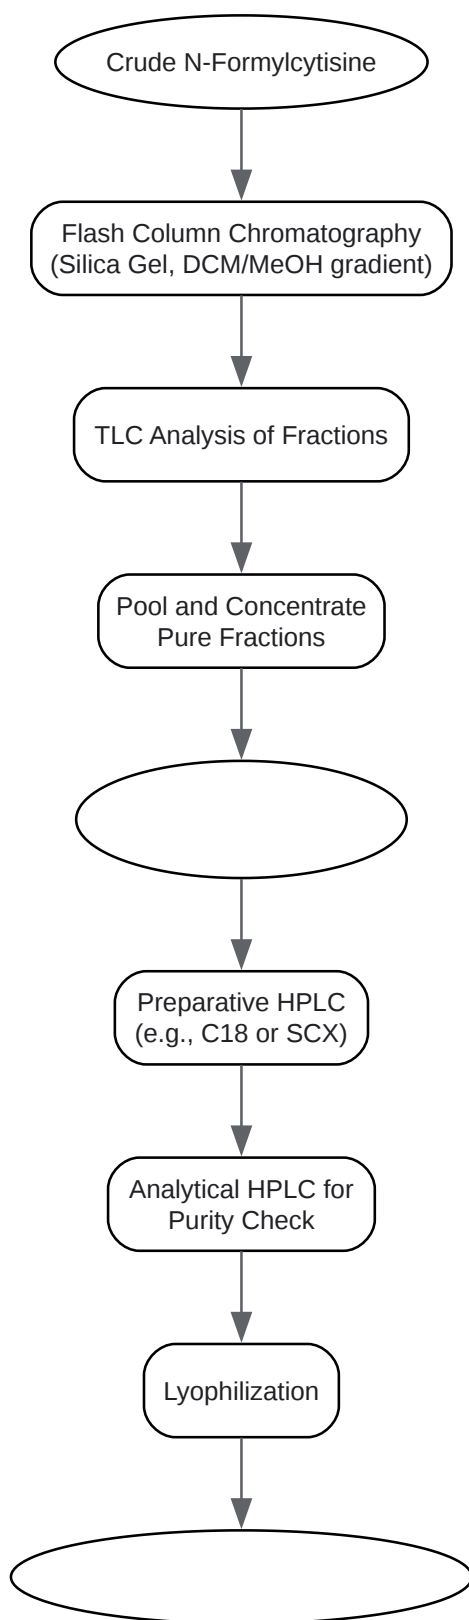 Crude N-Formylcytisine
Flash Column Chromatography
(Silica Gel, DCM/MeOH gradient)
TLC Analysis of Fractions
Pool and Concentrate
Pure Fractions
Preparative HPLC
(e.g., C18 or SCX)
Analytical HPLC for
Purity Check
Lyophilization